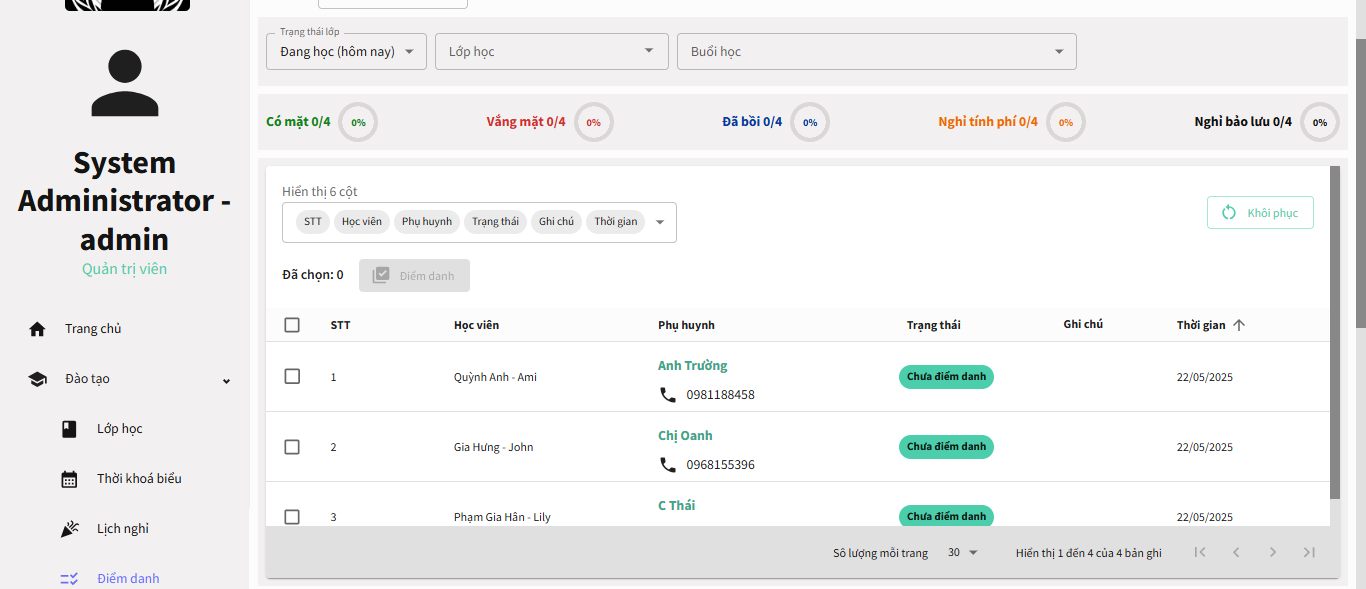 System
Administrator -
admin
Quản trị viên
Trang chủ
Đào tạo
Lớp học
Thời khoá biểu
Lịch nghỉ
Điểm danh
Trạng thái lớp
Đang học (hôm nay)
Lớp học
Buổi học
Có mặt 0/4 0%
Vắng mặt 0/4 0%
Đã bồi 0/4 0%
Nghỉ tính phí 0/4 0%
Nghỉ bảo lưu 0/4 0%
Hiển thị 6 cột
STT Học viên Phụ huynh Trạng thái Ghi chú Thời gian
Khôi phục
Đã chọn: 0 Điểm danh
STT Học viên Phụ huynh Trạng thái Ghi chú Thời gian
Anh Trường
1 Quỳnh Anh - Ami Chưa điểm danh 22/05/2025
0981188458
Chị Oanh
2 Gia Hưng - John Chưa điểm danh 22/05/2025
0968155396
C Thái
3 Phạm Gia Hân - Lily Chưa điểm danh 22/05/2025
Số lượng mỗi trang 30 Hiển thị 1 đến 4 của 4 bản ghi